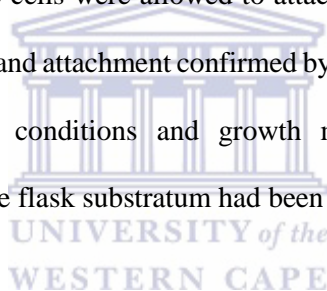 cells were allowed to attac
and attachment confirmed by
conditions and growth
e flask substratum had been
UNIVERSITY of the
WESTERN CAPE